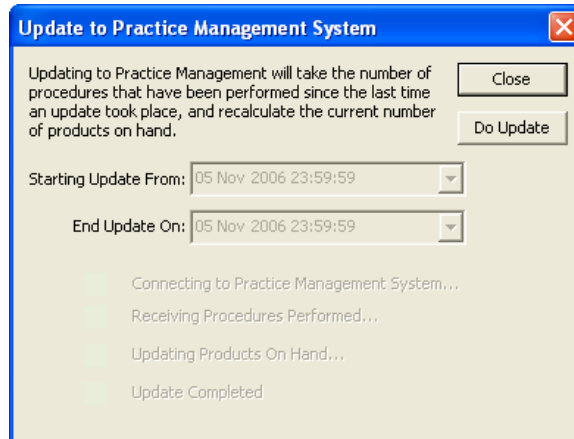 Update to Practice Management System
Updating to Practice Management will take the number of
procedures that have been performed since the last time
an update took place, and recalculate the current number
of products on hand.
Close
Do Update
Starting Update From: 05 Nov 2006 23:59:59
End Update On: 05 Nov 2006 23:59:59
Connecting to Practice Management System...
Receiving Procedures Performed...
Updating Products On Hand...
Update Completed